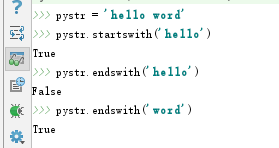 >>> pystr = 'hello word'
>>> pystr.startswith('hello')
True
>>> pystr.endswith('hello')
False
>>> pystr.endswith('word')
True